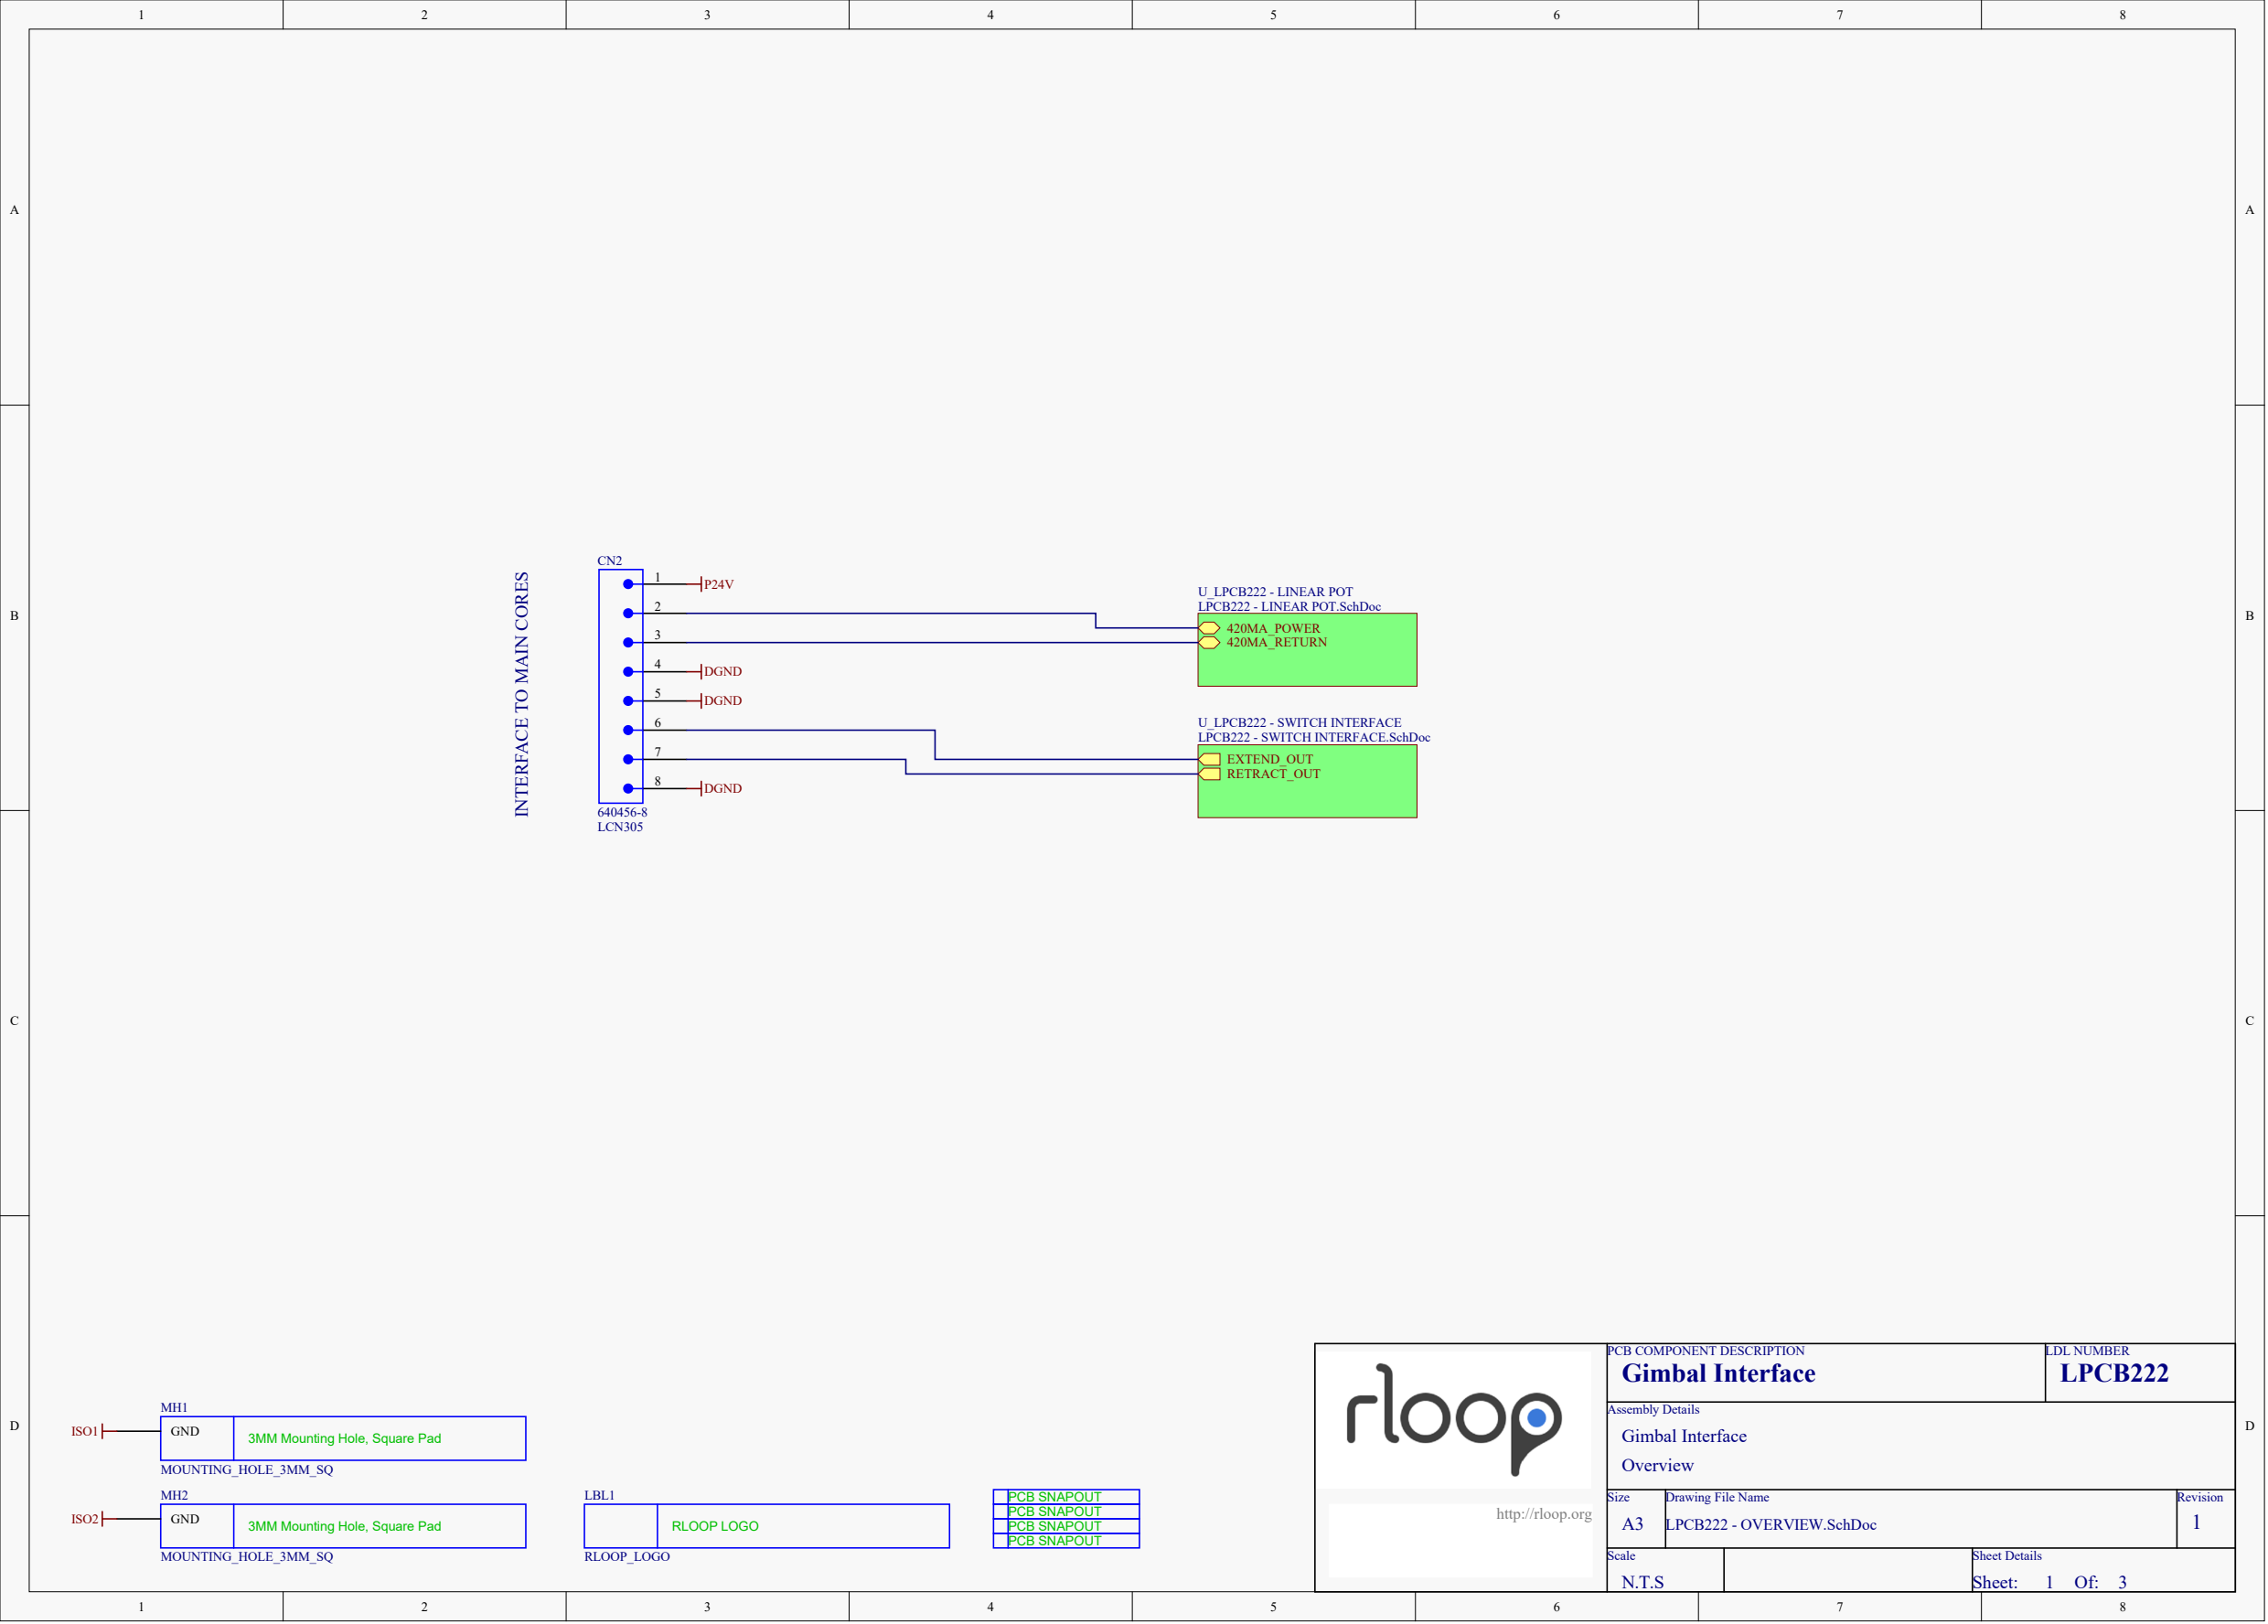 1 2 3 4 5 6 7 8
A A
B B
C C
D D
INTERFACE TO MAIN CORES
CN2
1 P24V
2
3
4 DGND
5 DGND
6
7
8 DGND
640456-8
LCN305
U_LPCB222 - LINEAR POT
LPCB222 - LINEAR POT.SchDoc
420MA_POWER
420MA_RETURN
U_LPCB222 - SWITCH INTERFACE
LPCB222 - SWITCH INTERFACE.SchDoc
EXTEND_OUT
RETRACT_OUT
MH1
ISO1 GND 3MM Mounting Hole, Square Pad
MOUNTING_HOLE_3MM_SQ
MH2
ISO2 GND 3MM Mounting Hole, Square Pad
MOUNTING_HOLE_3MM_SQ
LBL1
RLOOP LOGO
RLOOP_LOGO
PCB SNAPOUT
PCB SNAPOUT
PCB SNAPOUT
PCB SNAPOUT
rloop
http://rloop.org
PCB COMPONENT DESCRIPTION
Gimbal Interface
LDL NUMBER
LPCB222
Assembly Details
Gimbal Interface
Overview
Size
A3
Drawing File Name
LPCB222 - OVERVIEW.SchDoc
Revision
1
Scale
N.T.S
Sheet Details
Sheet: 1 Of: 3
1 2 3 4 5 6 7 8